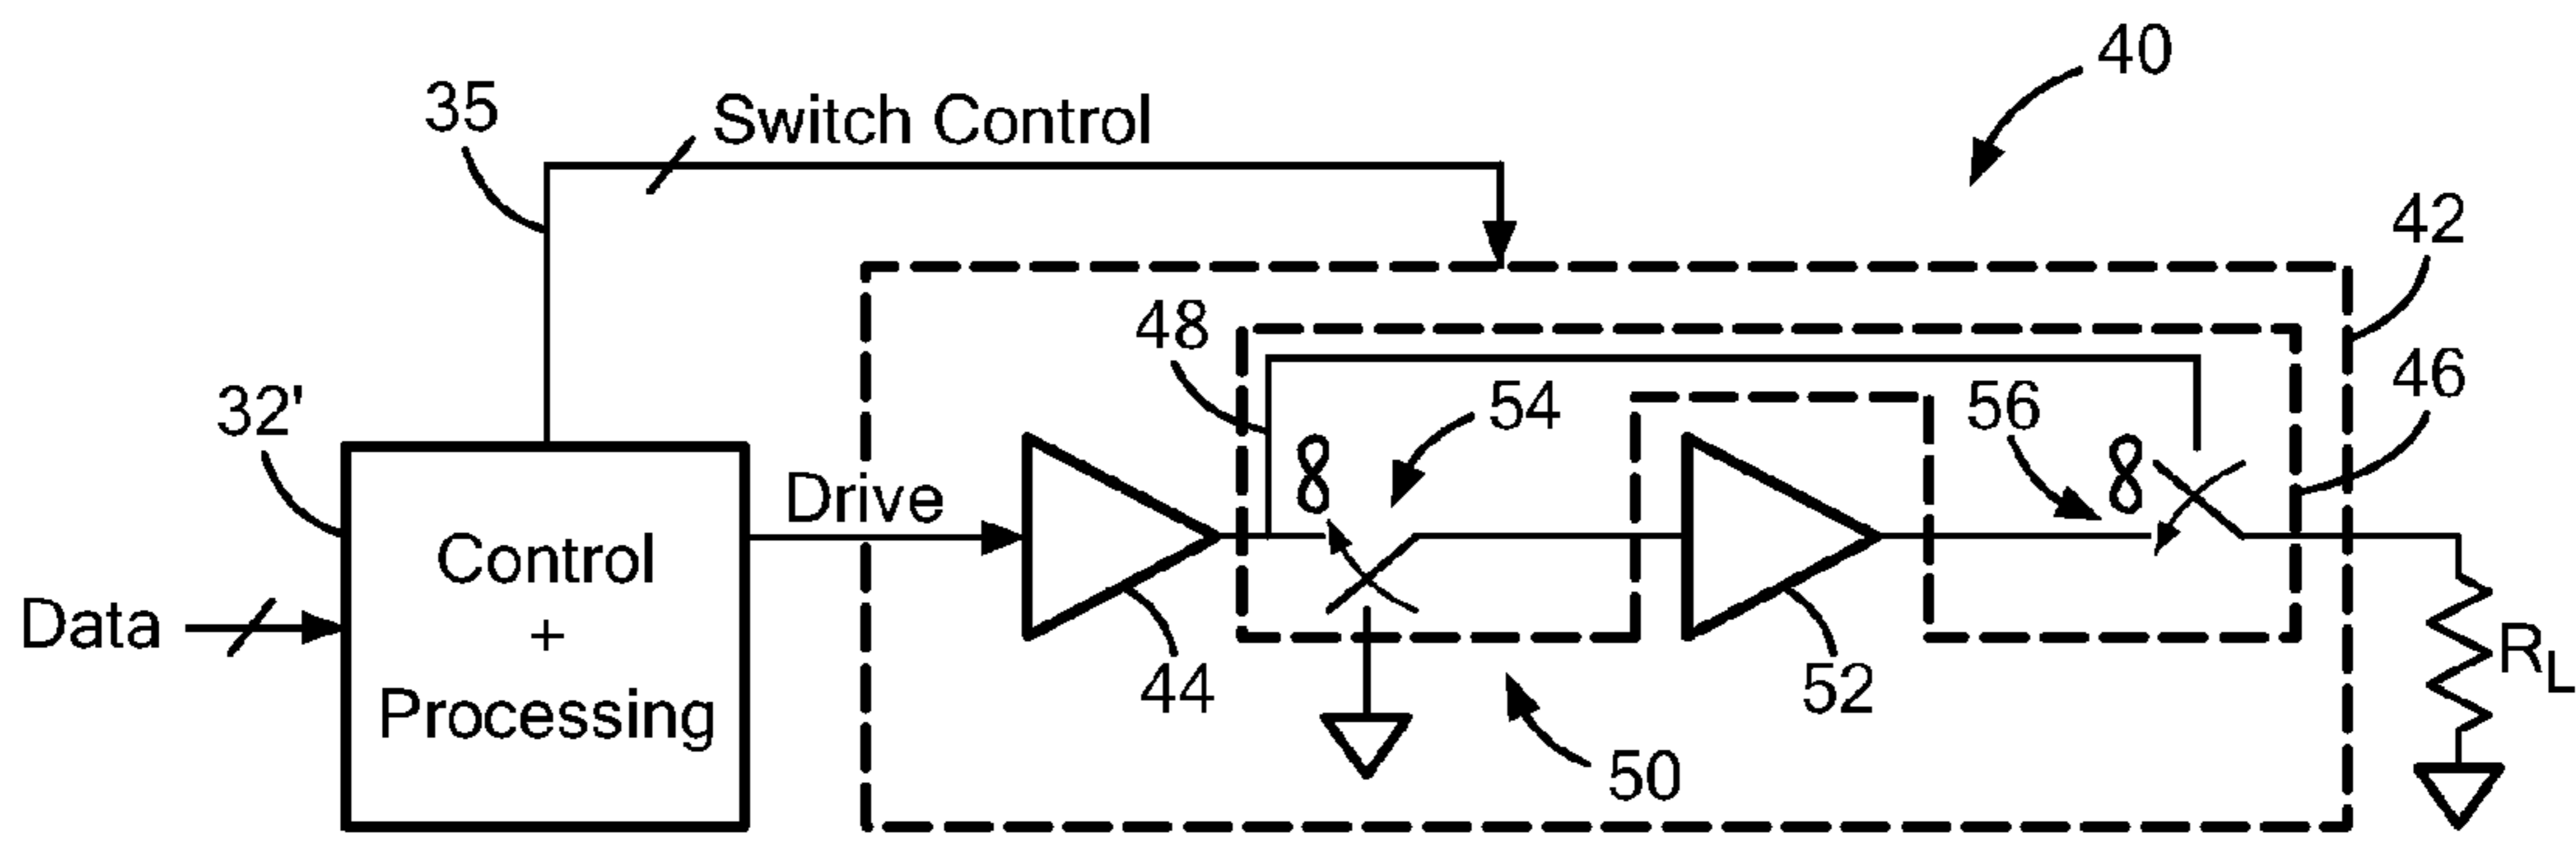 40
35
Switch Control
42
48
46
32'
54
56
8
8
Drive
Control
+
Processing
Data
44
52
50
RL